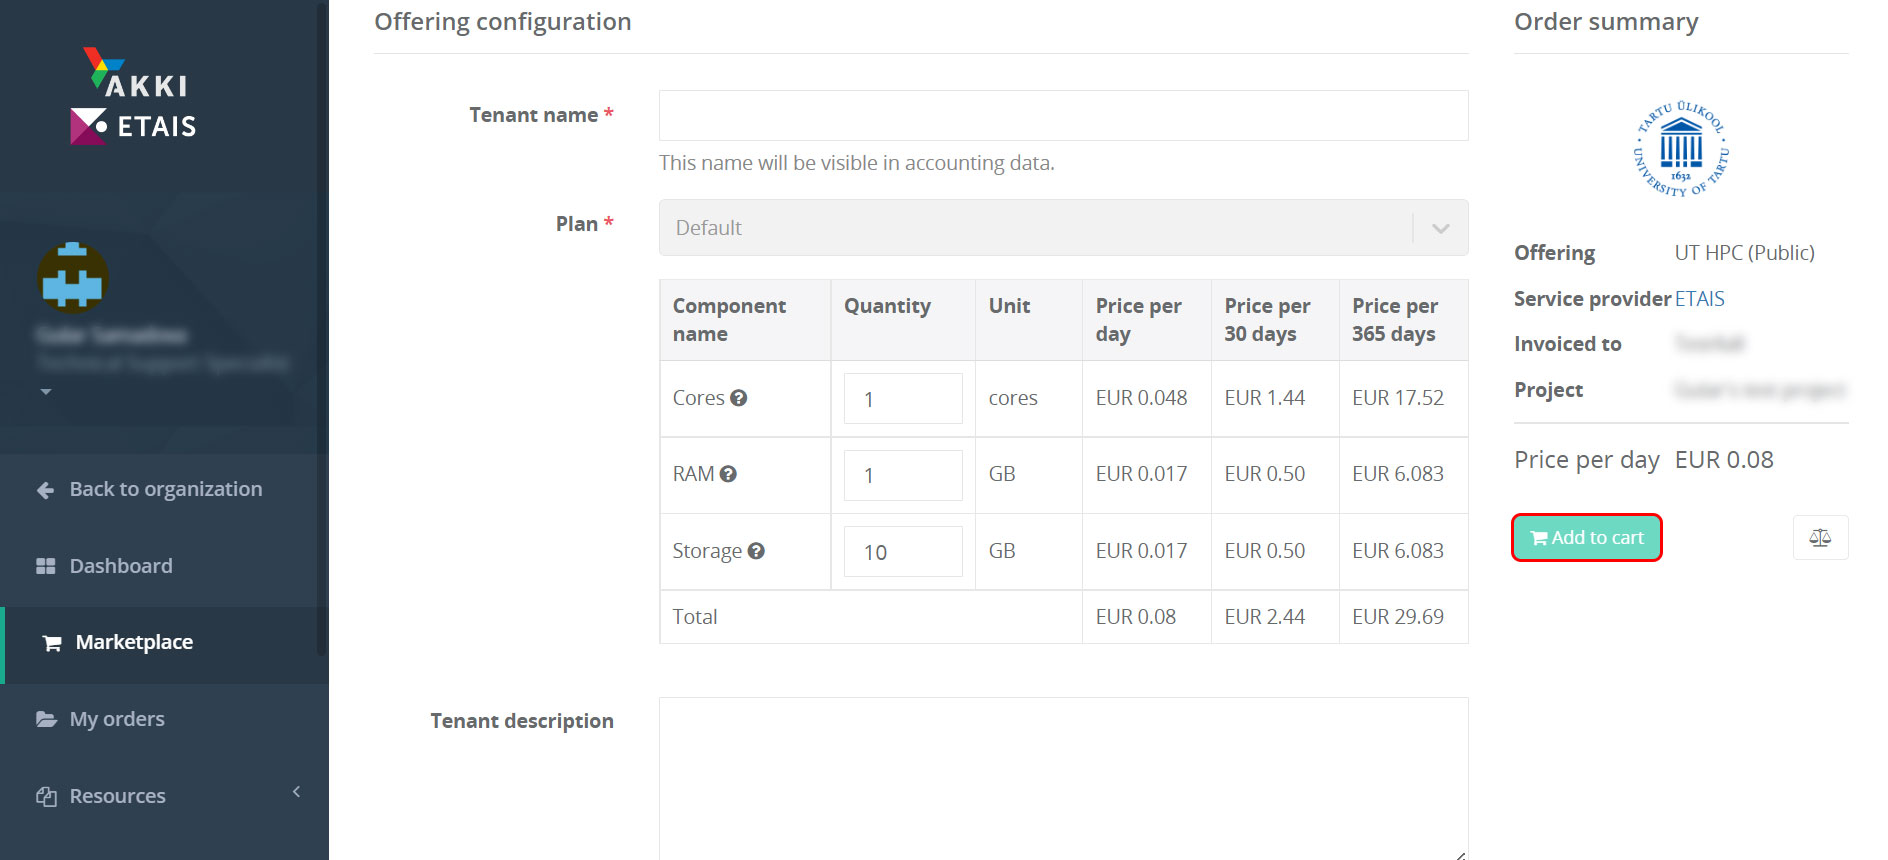 AKKI
ETAIS
Back to organization
Dashboard
Marketplace
My orders
Resources
Offering configuration
Tenant name *
This name will be visible in accounting data.
Plan *
Default
Component name Quantity Unit Price per day Price per 30 days Price per 365 days
Cores 1 cores EUR 0.048 EUR 1.44 EUR 17.52
RAM 1 GB EUR 0.017 EUR 0.50 EUR 6.083
Storage 10 GB EUR 0.017 EUR 0.50 EUR 6.083
Total EUR 0.08 EUR 2.44 EUR 29.69
Tenant description
Order summary
TARTU ÜLIKOOL
1632
UNIVERSITY OF TARTU
Offering UT HPC (Public)
Service provider ETAIS
Invoiced to
Project
Price per day EUR 0.08
Add to cart